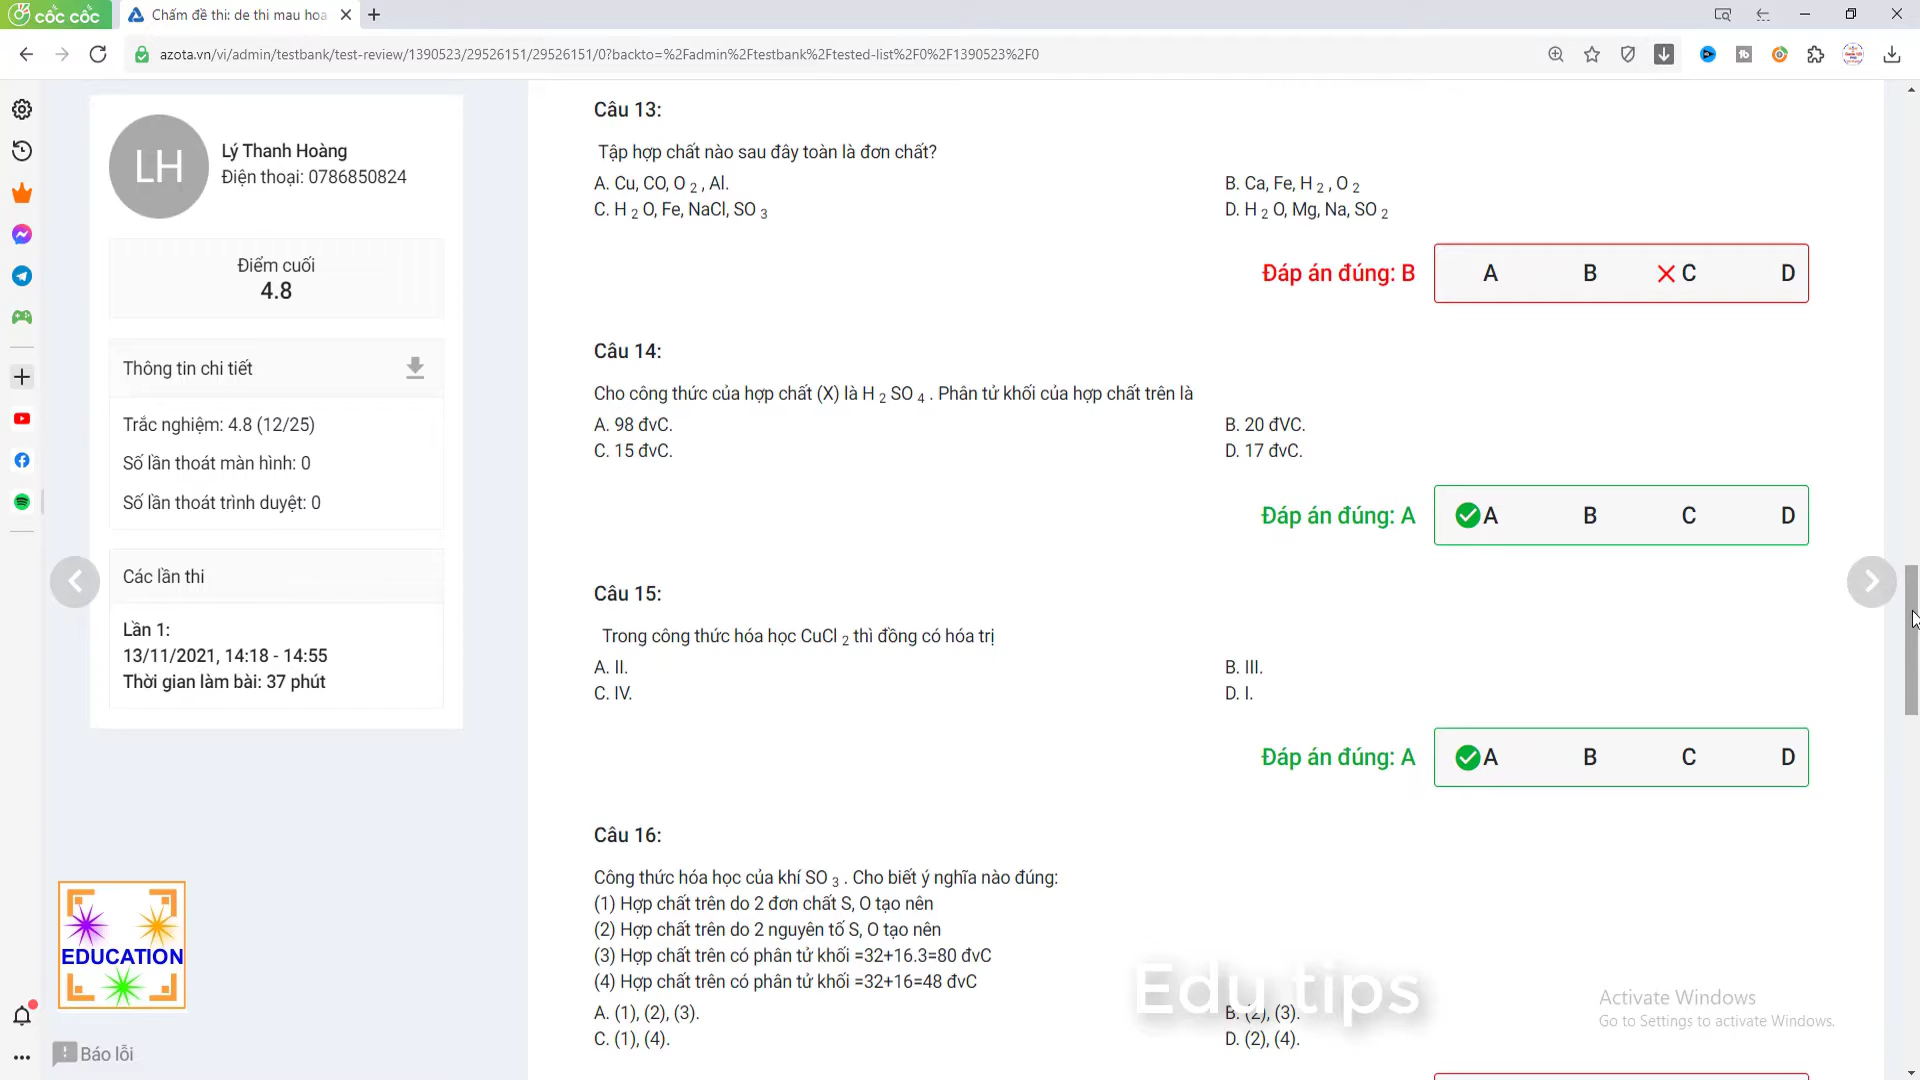 cốc cốc
Chấm đề thi: de thi mau hoa
azota.vn/vi/admin/testbank/test-review/1390523/29526151/29526151/0?backto=%2Fadmin%2Ftestbank%2Ftested-list%2F0%2F1390523%2F0
LH
Lý Thanh Hoàng
Điện thoại: 0786850824
Điểm cuối
4.8
Thông tin chi tiết
Trắc nghiệm: 4.8 (12/25)
Số lần thoát màn hình: 0
Số lần thoát trình duyệt: 0
Các lần thi
Lần 1:
13/11/2021, 14:18 - 14:55
Thời gian làm bài: 37 phút
EDUCATION
Báo lỗi
Câu 13:
Tập hợp chất nào sau đây toàn là đơn chất?
A. Cu, CO, O 2 , Al.
B. Ca, Fe, H 2 , O 2
C. H 2 O, Fe, NaCl, SO 3
D. H 2 O, Mg, Na, SO 2
Đáp án đúng: B A B C D
Câu 14:
Cho công thức của hợp chất (X) là H 2 SO 4 . Phân tử khối của hợp chất trên là
A. 98 đvC.
B. 20 đVC.
C. 15 đvC.
D. 17 đvC.
Đáp án đúng: A A B C D
Câu 15:
Trong công thức hóa học CuCl 2 thì đồng có hóa trị
A. II.
B. III.
C. IV.
D. I.
Đáp án đúng: A A B C D
Câu 16:
Công thức hóa học của khí SO 3 . Cho biết ý nghĩa nào đúng:
(1) Hợp chất trên do 2 đơn chất S, O tạo nên
(2) Hợp chất trên do 2 nguyên tố S, O tạo nên
(3) Hợp chất trên có phân tử khối =32+16.3=80 đvC
(4) Hợp chất trên có phân tử khối =32+16=48 đvC
A. (1), (2), (3).
B. (2), (3).
C. (1), (4).
D. (2), (4).
Edu tips
Activate Windows
Go to Settings to activate Windows.